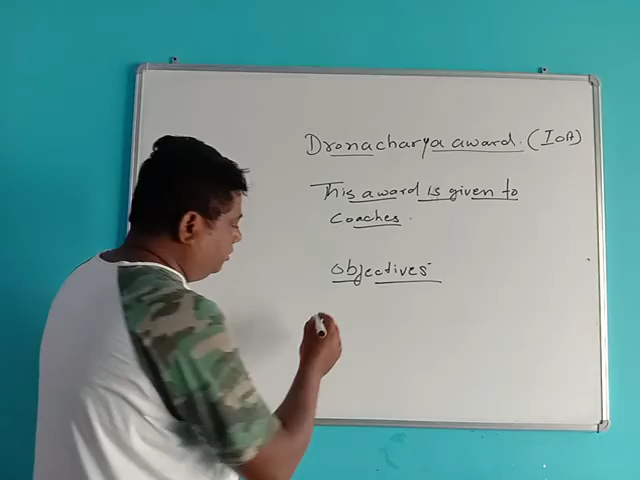 Dronacharya award. (IOA)
This award is given to
Coaches.
Objectives